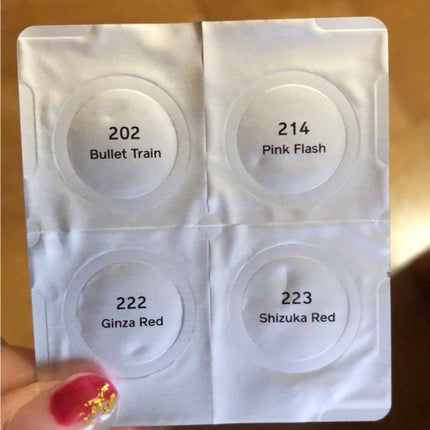 202
Bullet Train
214
Pink Flash
222
Ginza Red
223
Shizuka Red